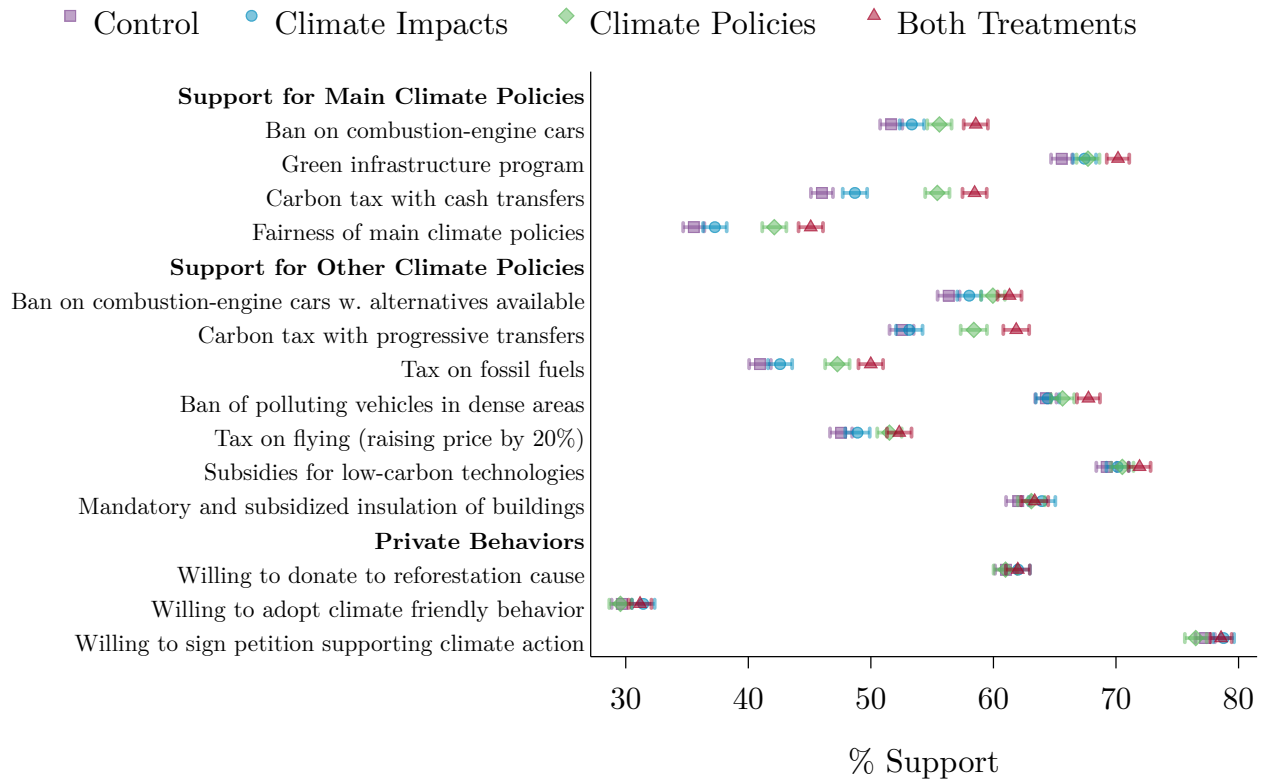 Control Climate Impacts Climate Policies Both Treatments
Support for Main Climate Policies
Ban on combustion-engine cars
Green infrastructure program
Carbon tax with cash transfers
Fairness of main climate policies
Support for Other Climate Policies
Ban on combustion-engine cars w. alternatives available
Carbon tax with progressive transfers
Tax on fossil fuels
Ban of polluting vehicles in dense areas
Tax on flying (raising price by 20%)
Subsidies for low-carbon technologies
Mandatory and subsidized insulation of buildings
Private Behaviors
Willing to donate to reforestation cause
Willing to adopt climate friendly behavior
Willing to sign petition supporting climate action
30 40 50 60 70 80
% Support